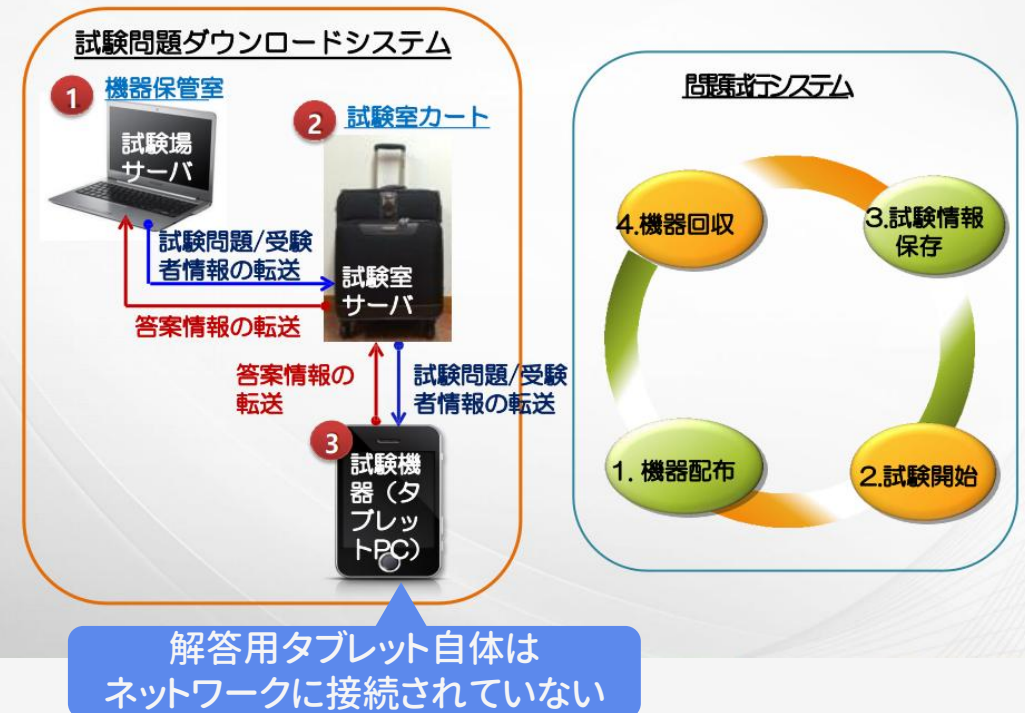 試験問題ダウンロードシステム
1
機器保管室
試験場
サーバ
2
試験室カート
試験問題/受験
者情報の転送
試験室
サーバ
答案情報の転送
答案情報の
転送
試験問題/受験
者情報の転送
3
試験機
器（タ
ブレッ
トPC）
解答用タブレット自体は
ネットワークに接続されていない
問題試行システム
4.機器回収
3.試験情報
保存
1. 機器配布
2.試験開始